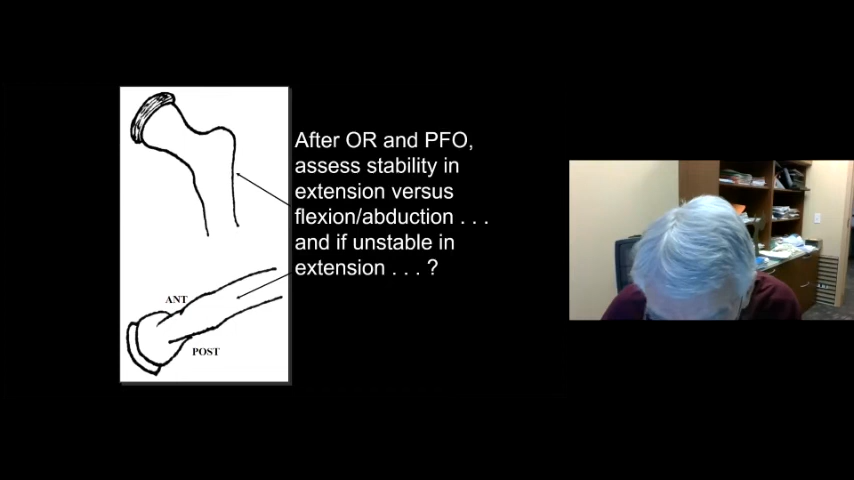 After OR and PFO,
assess stability in
extension versus
flexion/abduction . . .
and if unstable in
extension . . . ?
ANT
POST